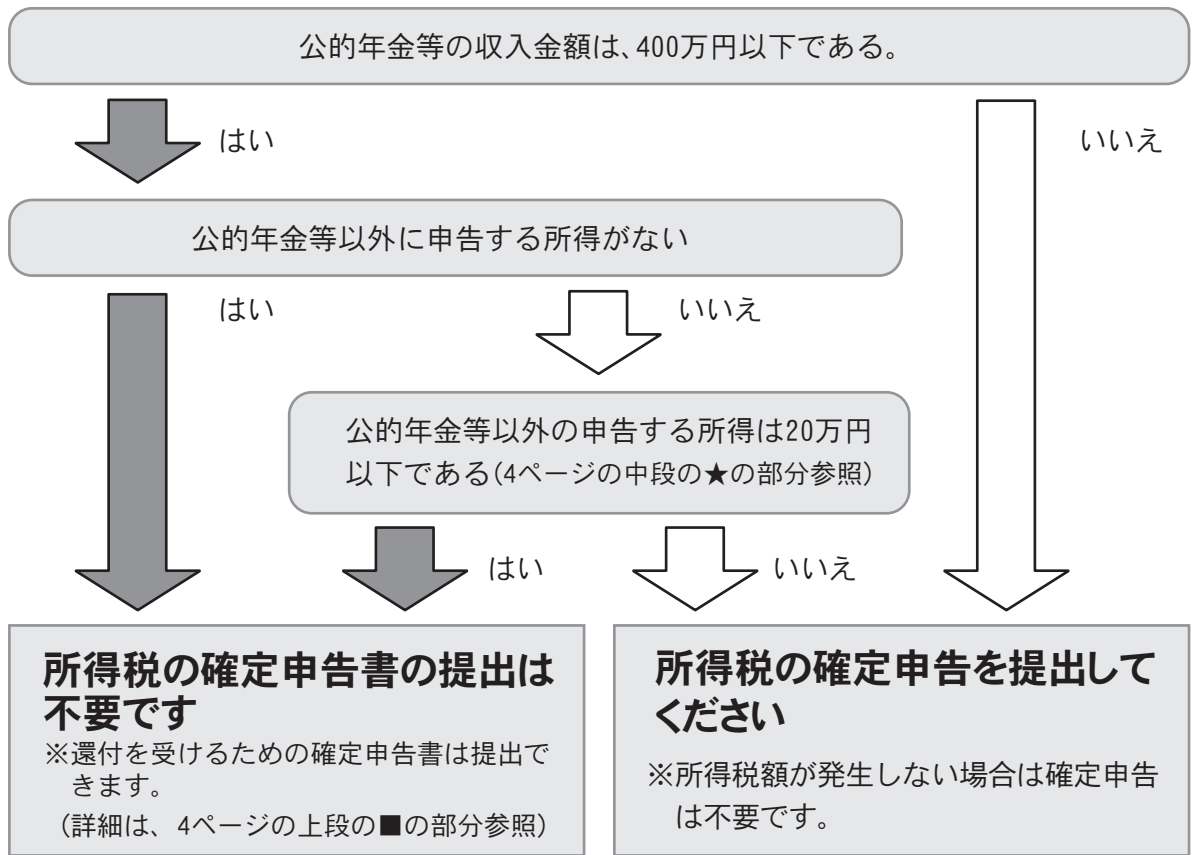 公的年金等の収入金額は、400万円以下である。
はい
いいえ
公的年金等以外に申告する所得がない
はい
いいえ
公的年金等以外の申告する所得は20万円
以下である(4ページの中段の★の部分参照)
はい
いいえ
所得税の確定申告書の提出は
不要です
※還付を受けるための確定申告書は提出で
きます。
(詳細は、4ページの上段の■の部分参照)
所得税の確定申告を提出して
ください
※所得税額が発生しない場合は確定申告
は不要です。